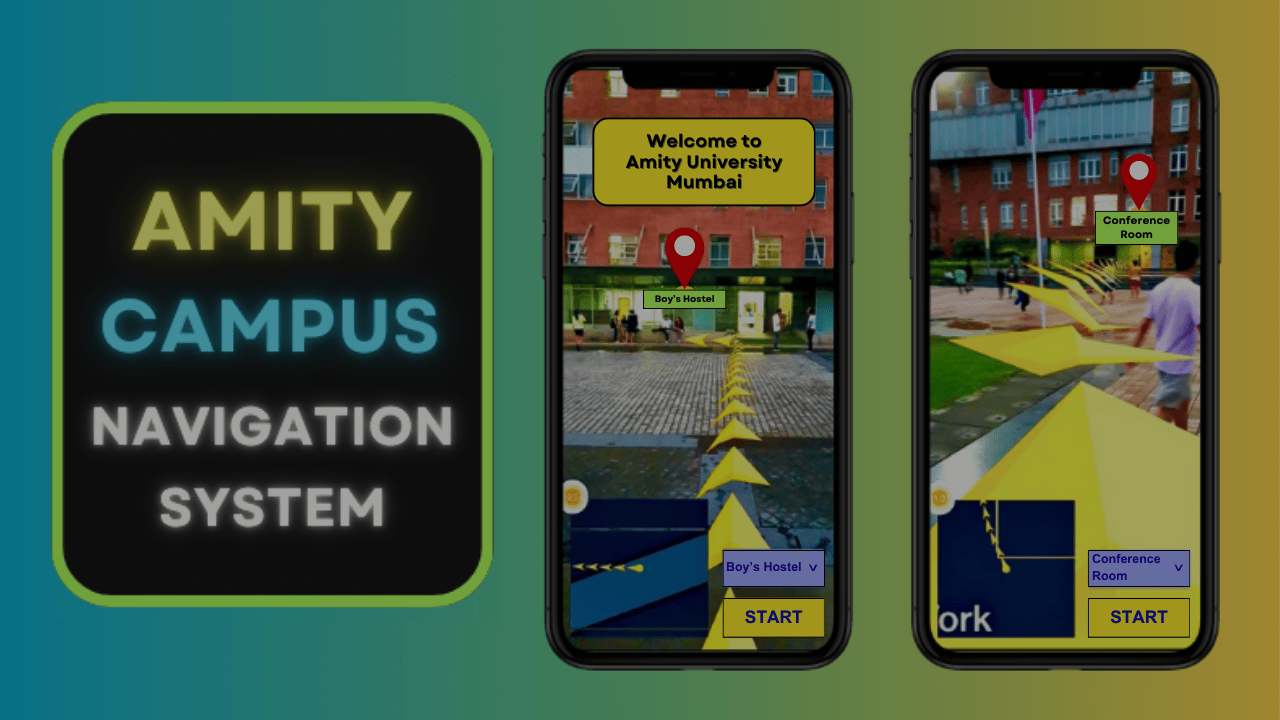 AMITY
CAMPUS
NAVIGATION
SYSTEM
Welcome to
Amity University
Mumbai
Boy's Hostel
Boy's Hostel
START
Conference
Room
ork
Conference
Room
START